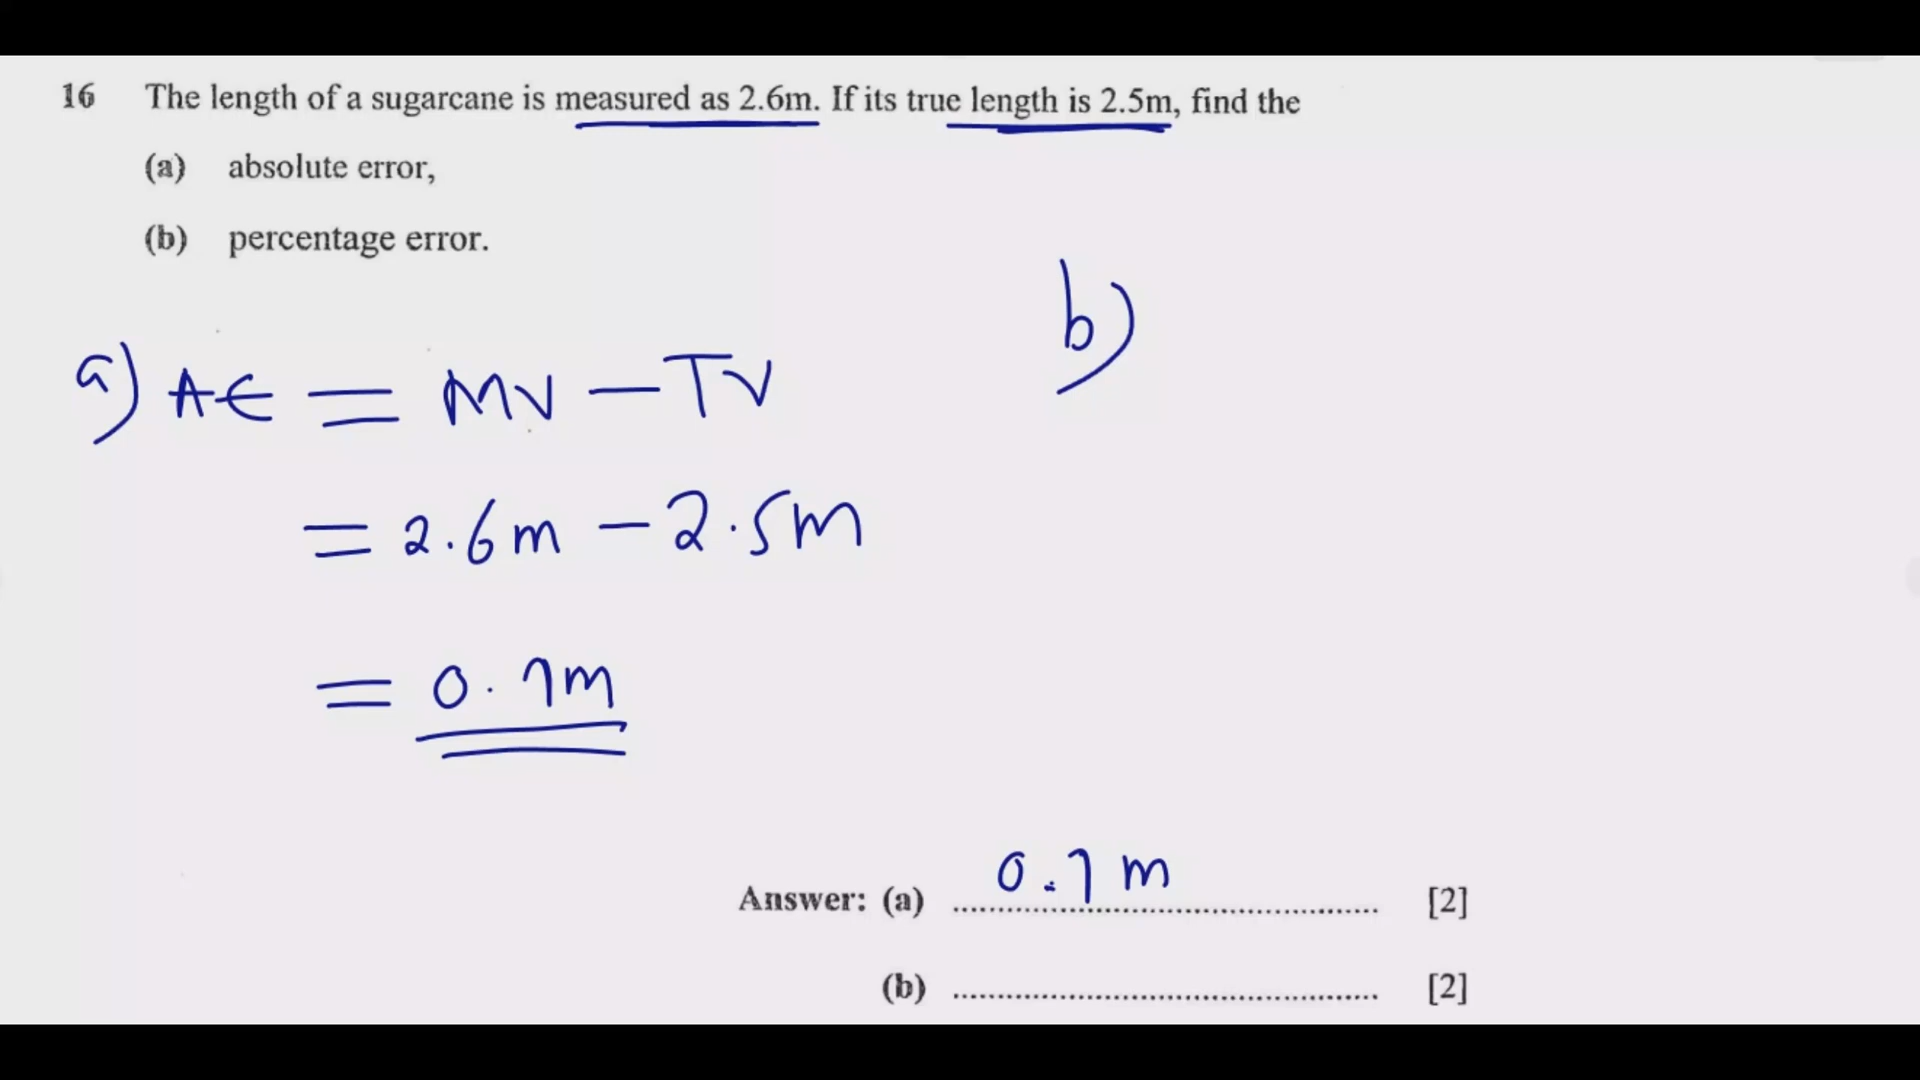 16 The length of a sugarcane is measured as 2.6m. If its true length is 2.5m, find the
(a) absolute error,
(b) percentage error.
a) AE = MV - TV
= 2.6m - 2.5m
= 0.1m
b)
Answer: (a) 0.1 m [2]
(b) [2]